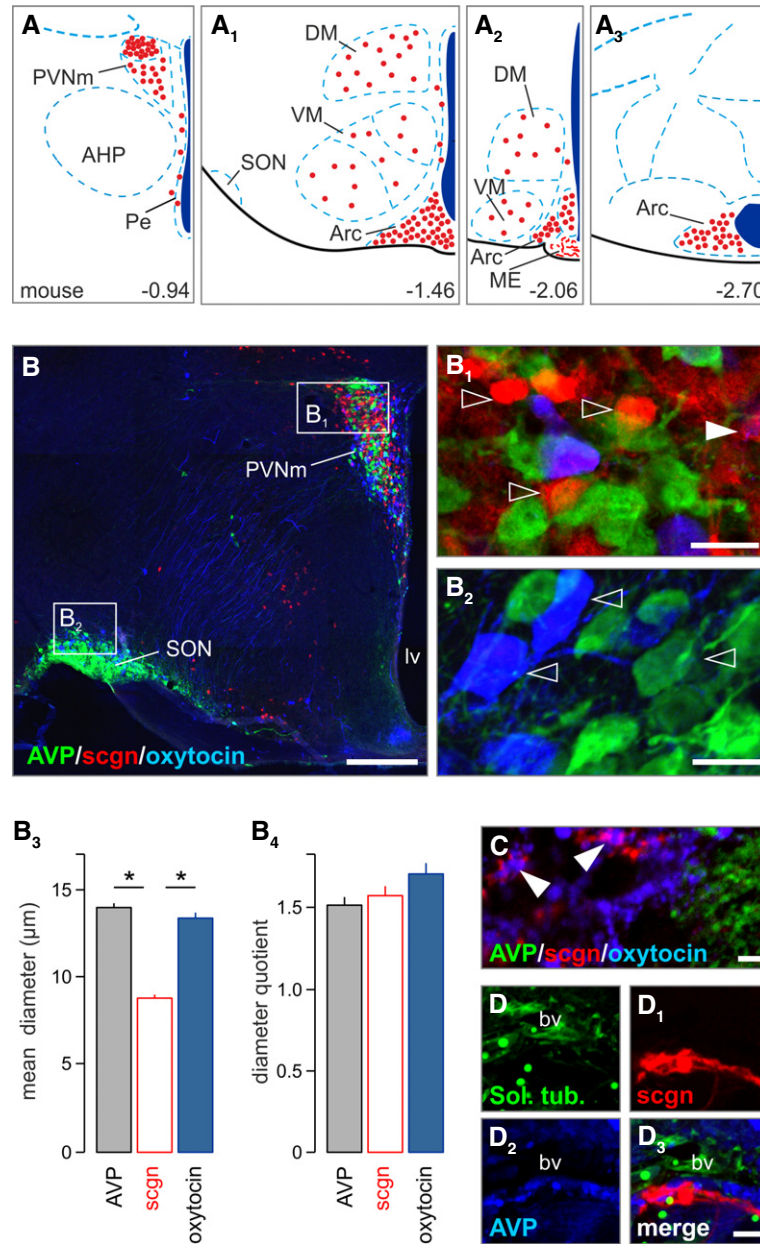 A
PVNm
AHP
Pe
mouse -0.94
A1
DM
VM
SON
Arc
-1.46
A2
DM
VM
Arc
ME
-2.06
A3
Arc
-2.70
B
B1
PVNm
B2
SON
lv
AVP/scgn/oxytocin
B1
B2
B3
mean diameter (µm)
15
10
5
0
* *
AVP
scgn
oxytocin
B4
diameter quotient
1.5
1.0
0.5
0
AVP
scgn
oxytocin
C
AVP/scgn/oxytocin
D
bv
Sol. tub.
D1
scgn
D2
bv
AVP
D3
bv
merge